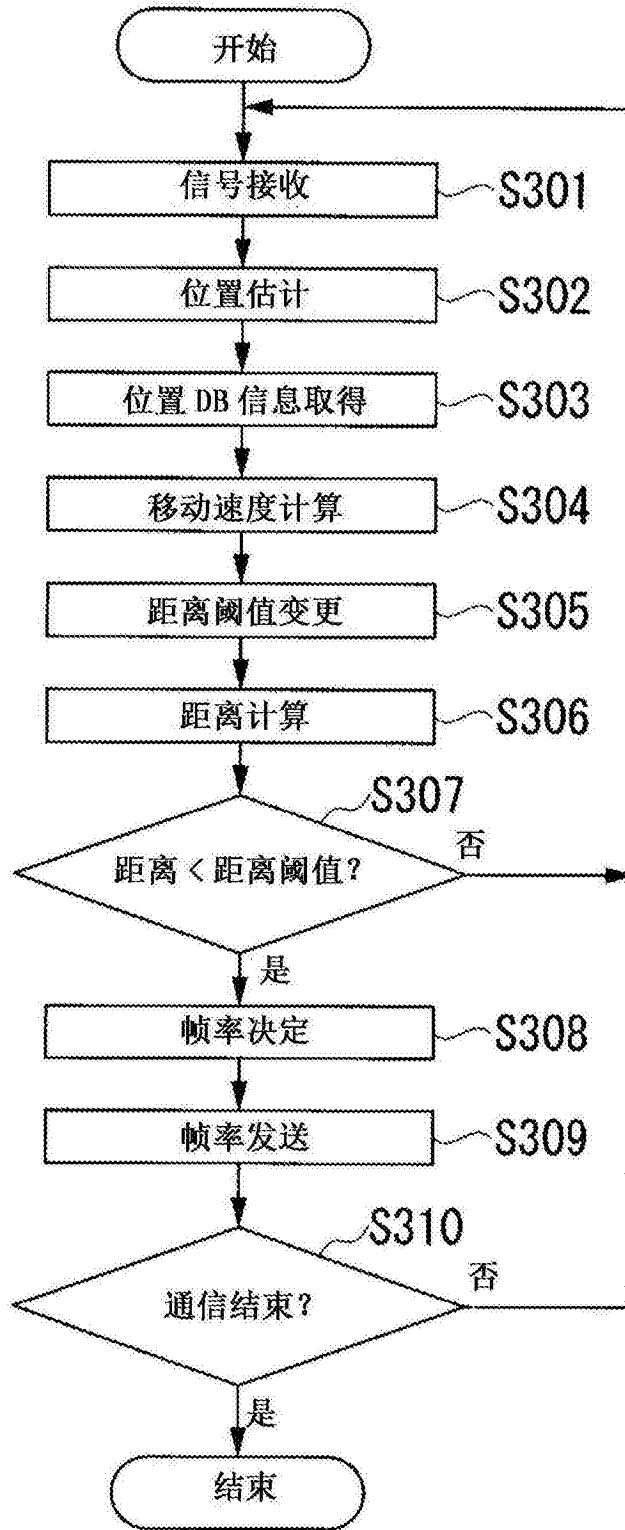 开始
信号接收 S301
位置估计 S302
位置 DB 信息取得 S303
移动速度计算 S304
距离阈值变更 S305
距离计算 S306
S307
距离 < 距离阈值? 否
是
帧率决定 S308
帧率发送 S309
S310
通信结束? 否
是
结束